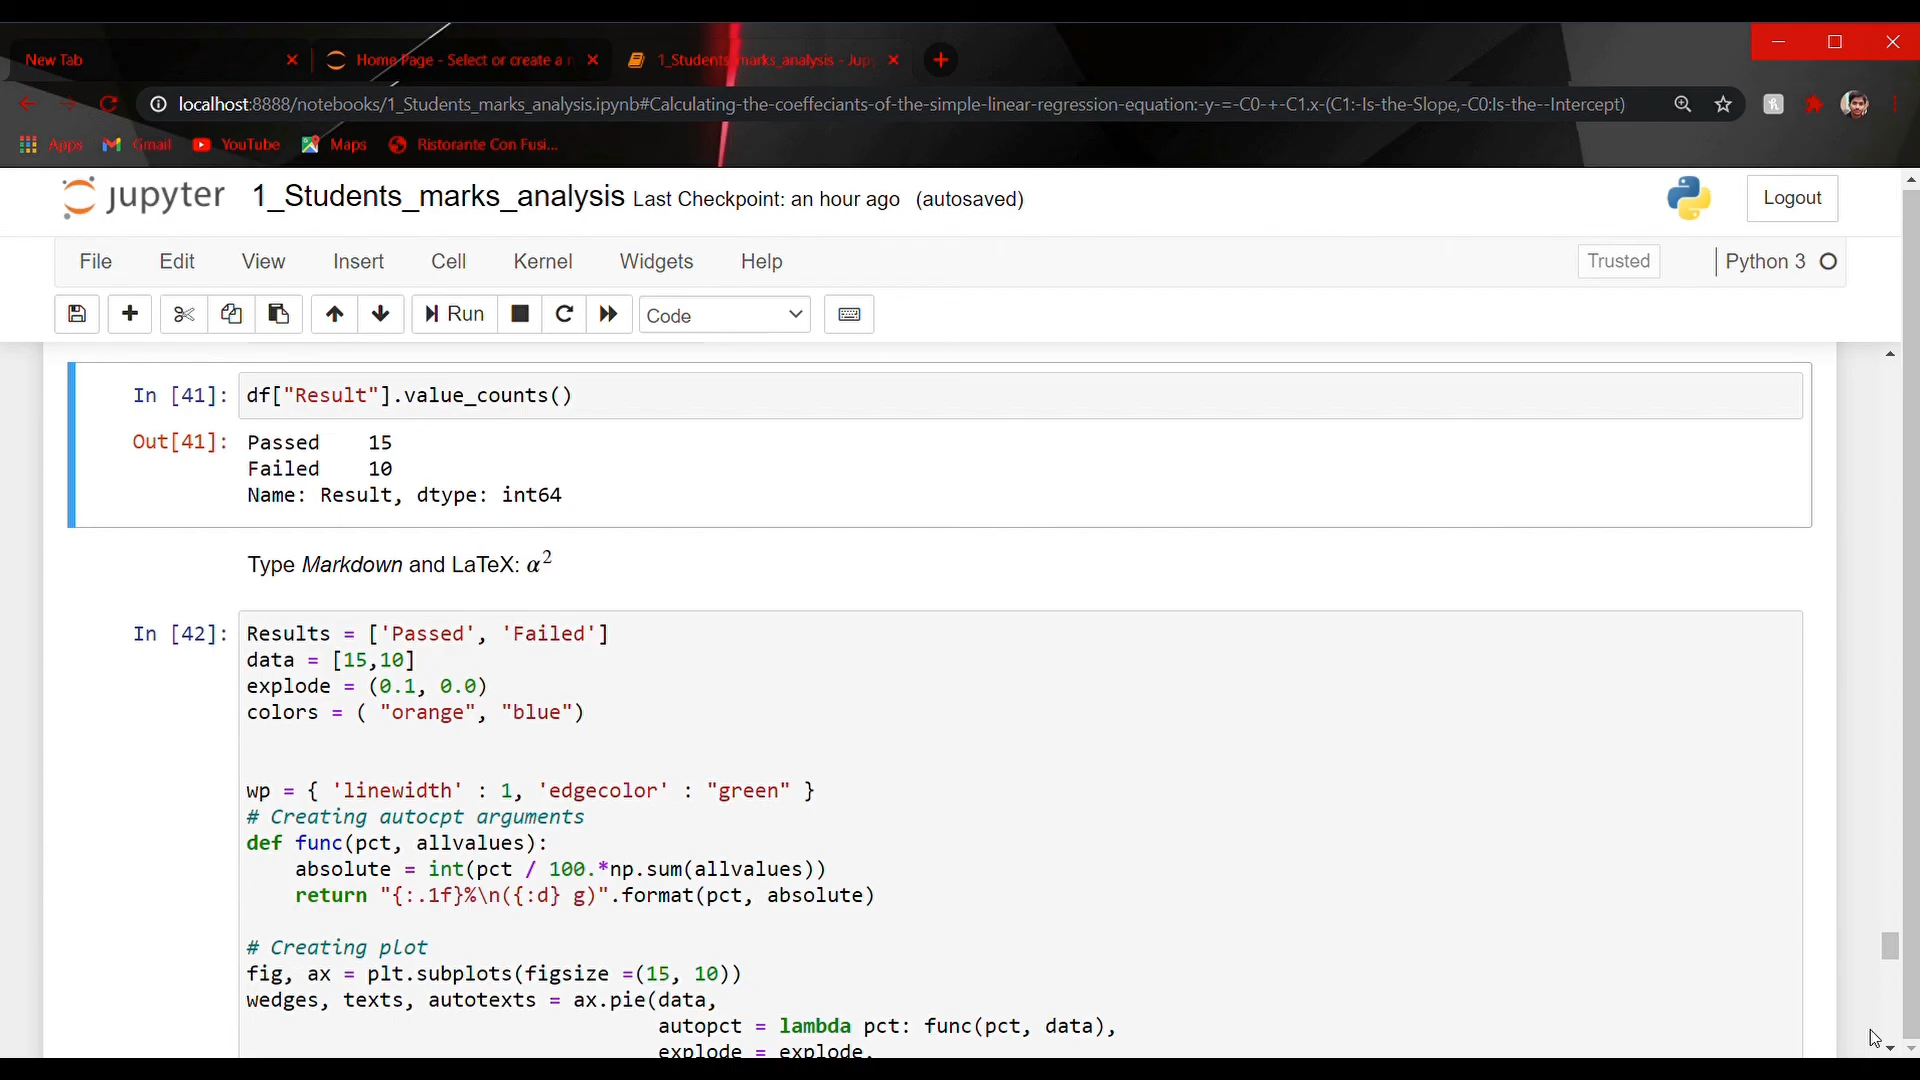 New Tab
Home Page - Select or create a n
1_Students_marks_analysis - Jup
localhost:8888/notebooks/1_Students_marks_analysis.ipynb#Calculating-the-coeffeciants-of-the-simple-linear-regression-equation:-y-=-C0-+-C1.x-(C1:-Is-the-Slope,-C0:Is-the--Intercept)
Apps Gmail YouTube Maps Ristorante Con Fusi...
jupyter 1_Students_marks_analysis Last Checkpoint: an hour ago (autosaved)
Logout
File Edit View Insert Cell Kernel Widgets Help
Trusted
Python 3
Run
Code
In [41]: df["Result"].value_counts()
Out[41]: Passed 15
Failed 10
Name: Result, dtype: int64
Type Markdown and LaTeX: α²
In [42]: Results = ['Passed', 'Failed']
data = [15,10]
explode = (0.1, 0.0)
colors = ( "orange", "blue")
wp = { 'linewidth' : 1, 'edgecolor' : "green" }
# Creating autocpt arguments
def func(pct, allvalues):
absolute = int(pct / 100.*np.sum(allvalues))
return "{:.1f}%\n({:d} g)".format(pct, absolute)
# Creating plot
fig, ax = plt.subplots(figsize =(15, 10))
wedges, texts, autotexts = ax.pie(data,
autopct = lambda pct: func(pct, data),
explode = explode,